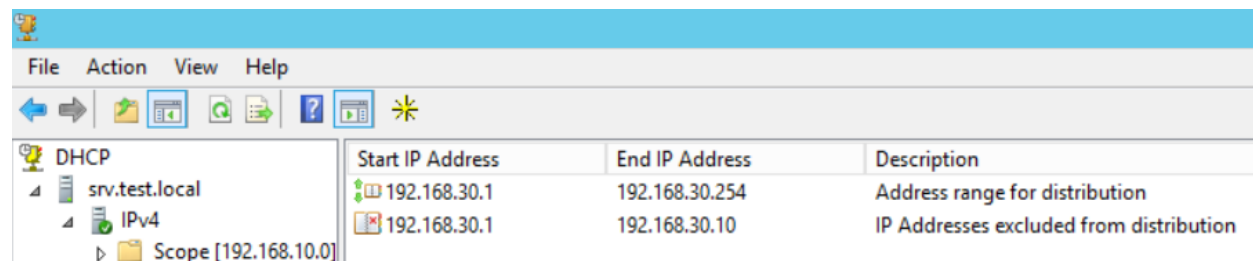 File Action View Help
DHCP
srv.test.local
IPv4
Scope [192.168.10.0]
Start IP Address End IP Address Description
192.168.30.1 192.168.30.254 Address range for distribution
192.168.30.1 192.168.30.10 IP Addresses excluded from distribution